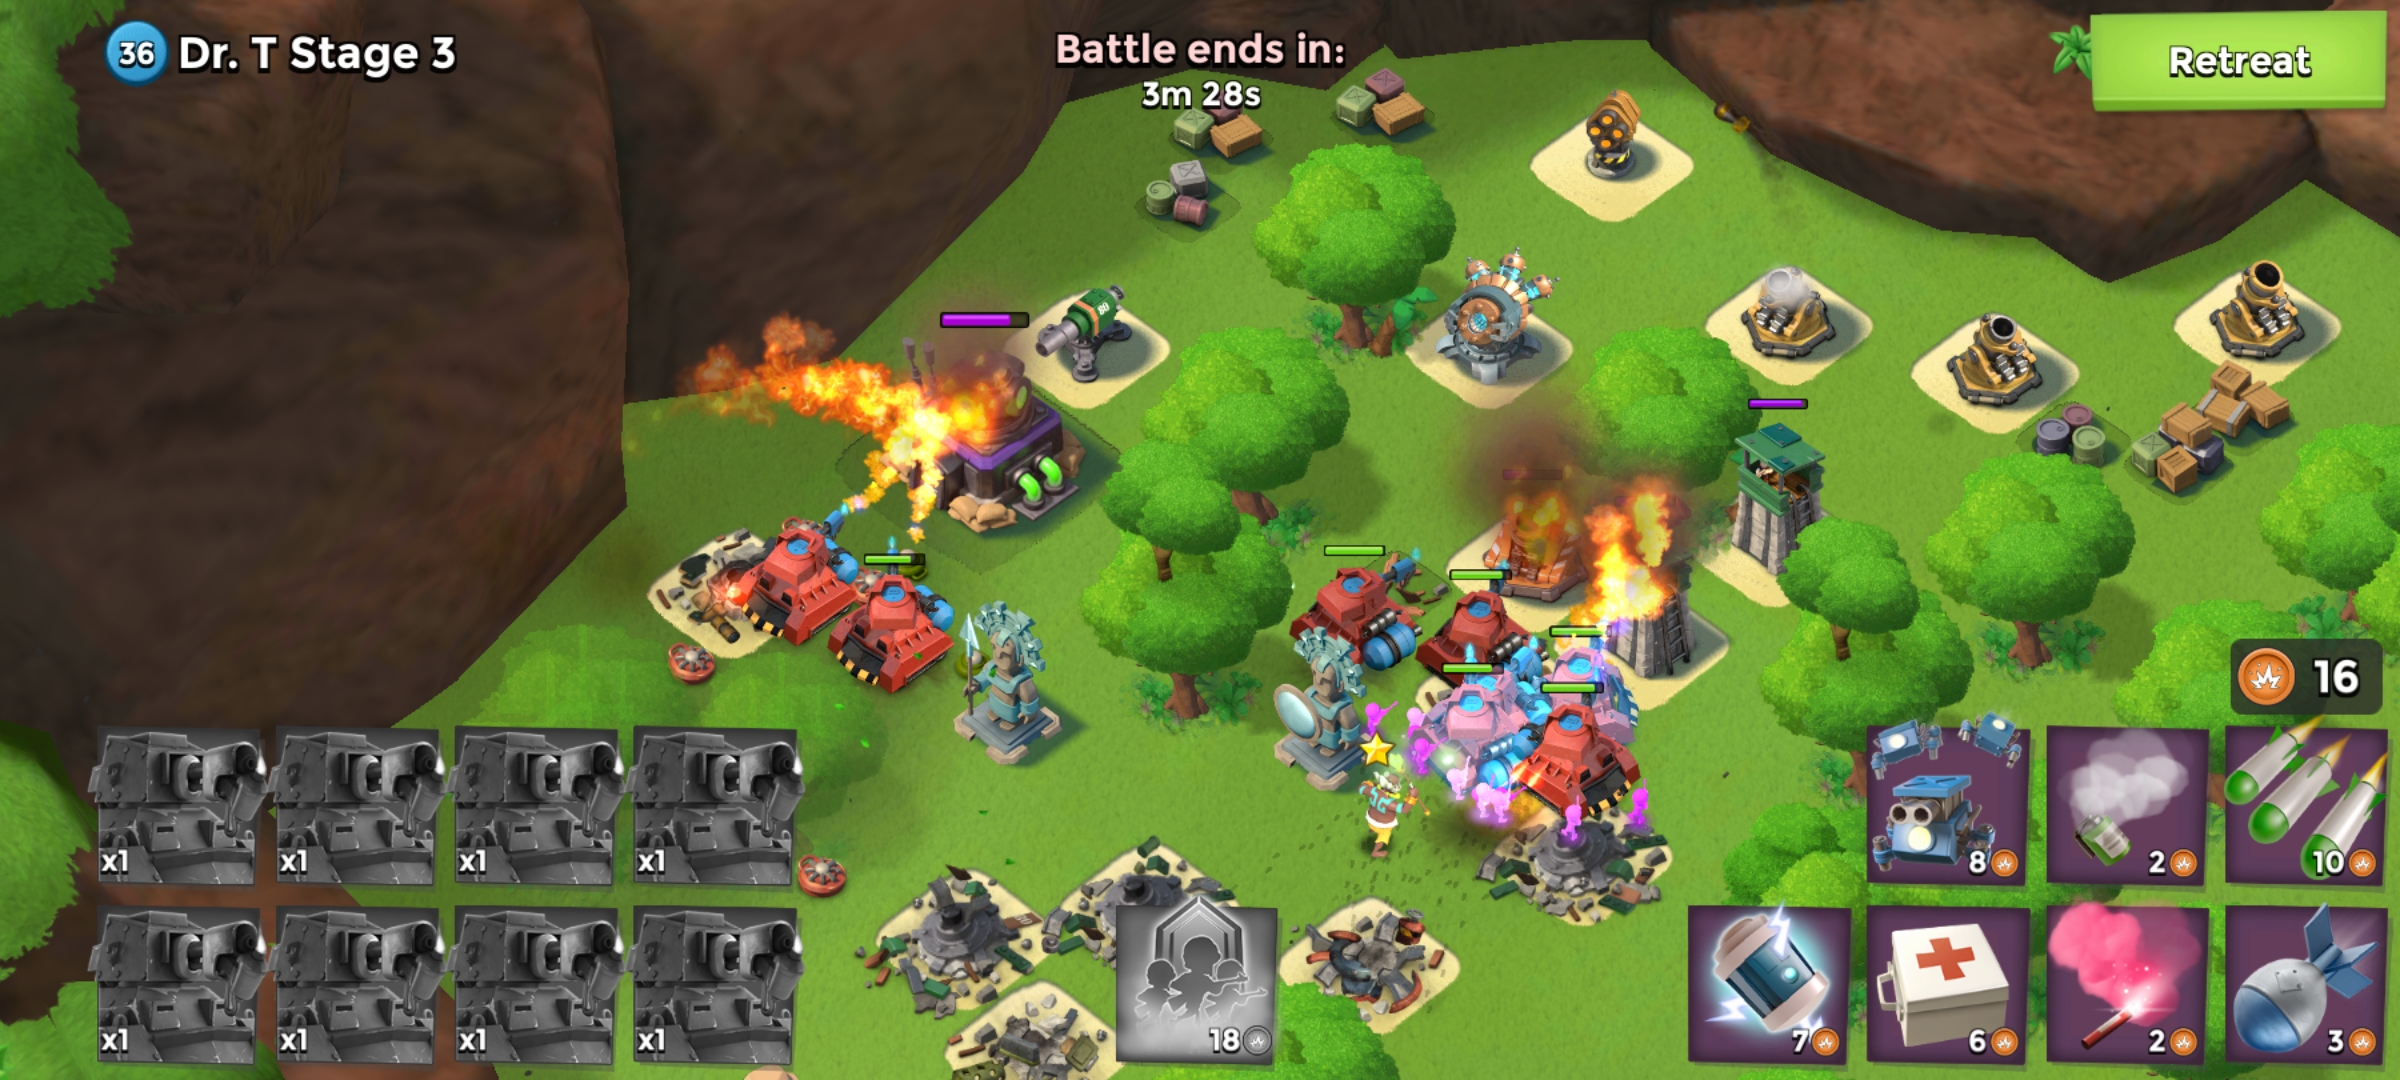 36 Dr. T Stage 3
Battle ends in:
3m 28s
Retreat
16
x1 x1 x1 x1
8 2 10
x1 x1 x1 x1
18
7 6 2 3